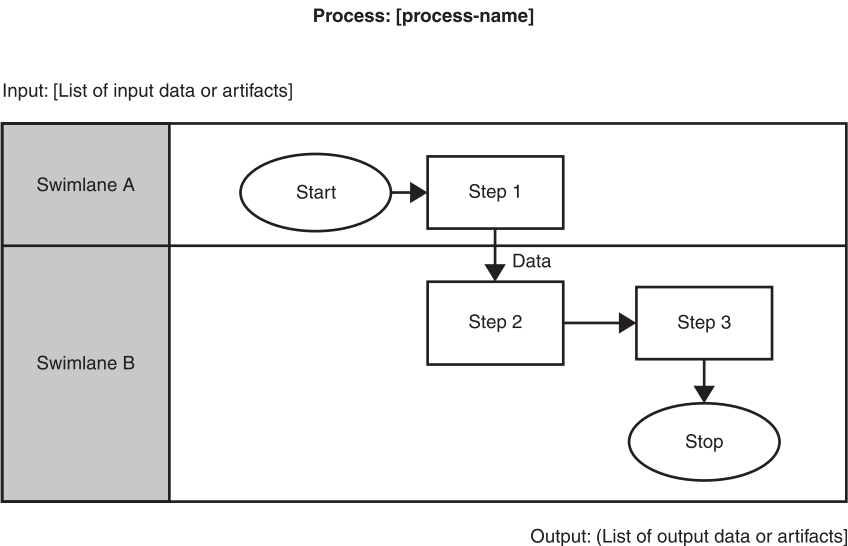 Process: [process-name]
Input: [List of input data or artifacts]
Swimlane A
Start
Step 1
Data
Swimlane B
Step 2
Step 3
Stop
Output: (List of output data or artifacts]